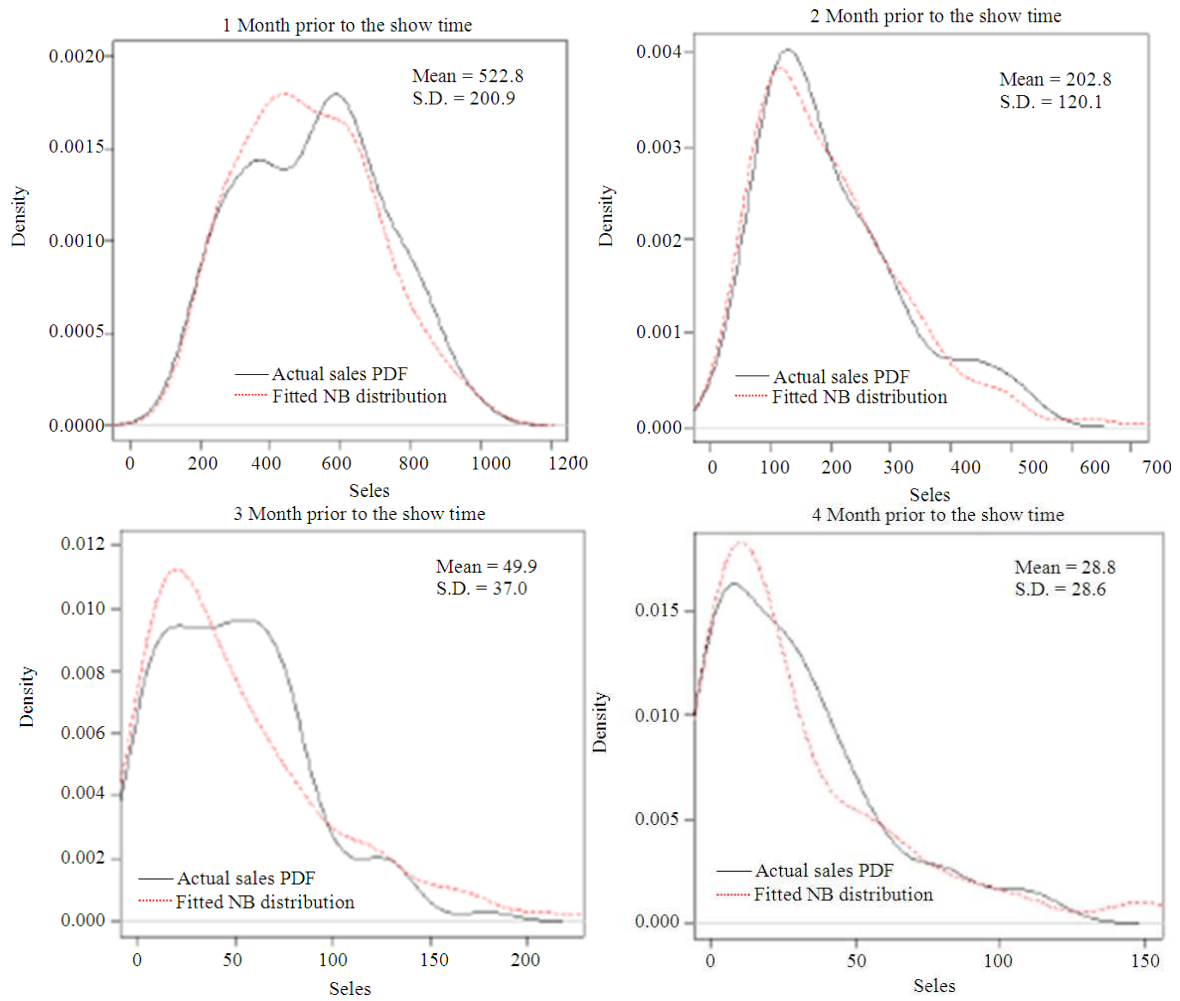 1 Month prior to the show time
0.0020
0.0015
0.0010
0.0005
0.0000
Density
Mean = 522.8
S.D. = 200.9
Actual sales PDF
Fitted NB distribution
0 200 400 600 800 1000 1200
Seles
2 Month prior to the show time
0.004
0.003
0.002
0.001
0.000
Density
Mean = 202.8
S.D. = 120.1
Actual sales PDF
Fitted NB distribution
0 100 200 300 400 500 600 700
Seles
3 Month prior to the show time
0.012
0.010
0.008
0.006
0.004
0.002
0.000
Density
Mean = 49.9
S.D. = 37.0
Actual sales PDF
Fitted NB distribution
0 50 100 150 200
Seles
4 Month prior to the show time
0.015
0.010
0.005
0.000
Density
Mean = 28.8
S.D. = 28.6
Actual sales PDF
Fitted NB distribution
0 50 100 150
Seles